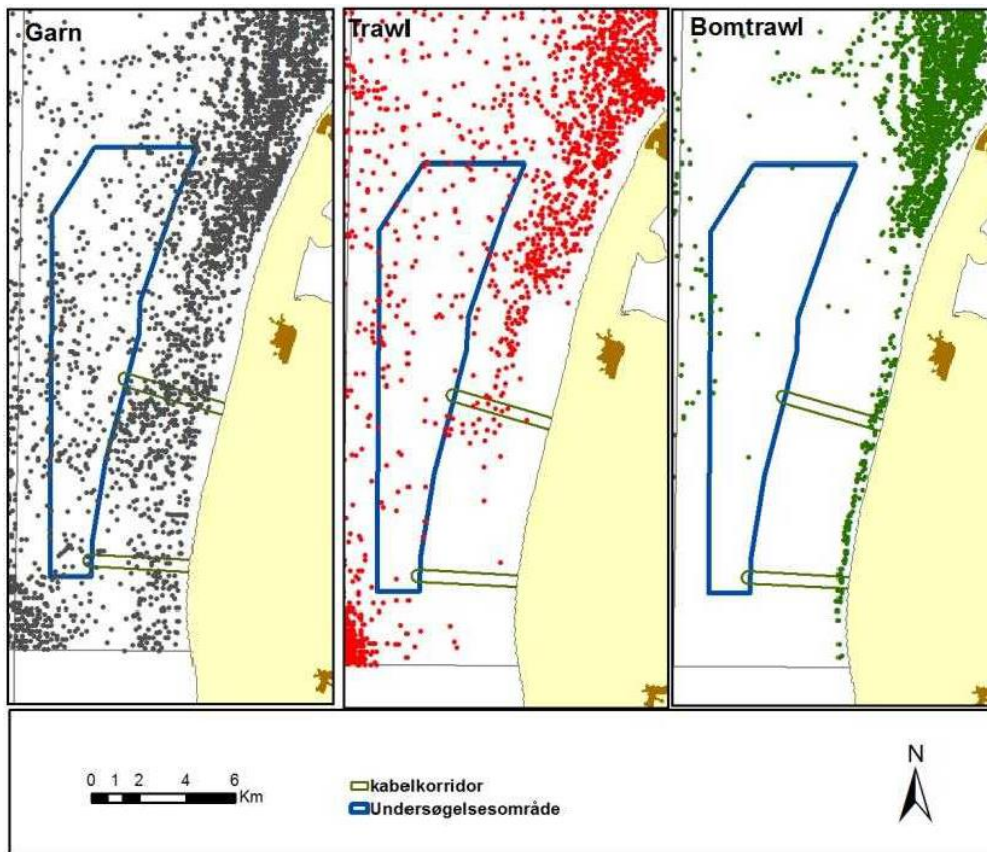 Garn
Trawl
Bomtrawl
0 1 2 4 6
Km
kabelkorridor
Undersøgelsesområde
N